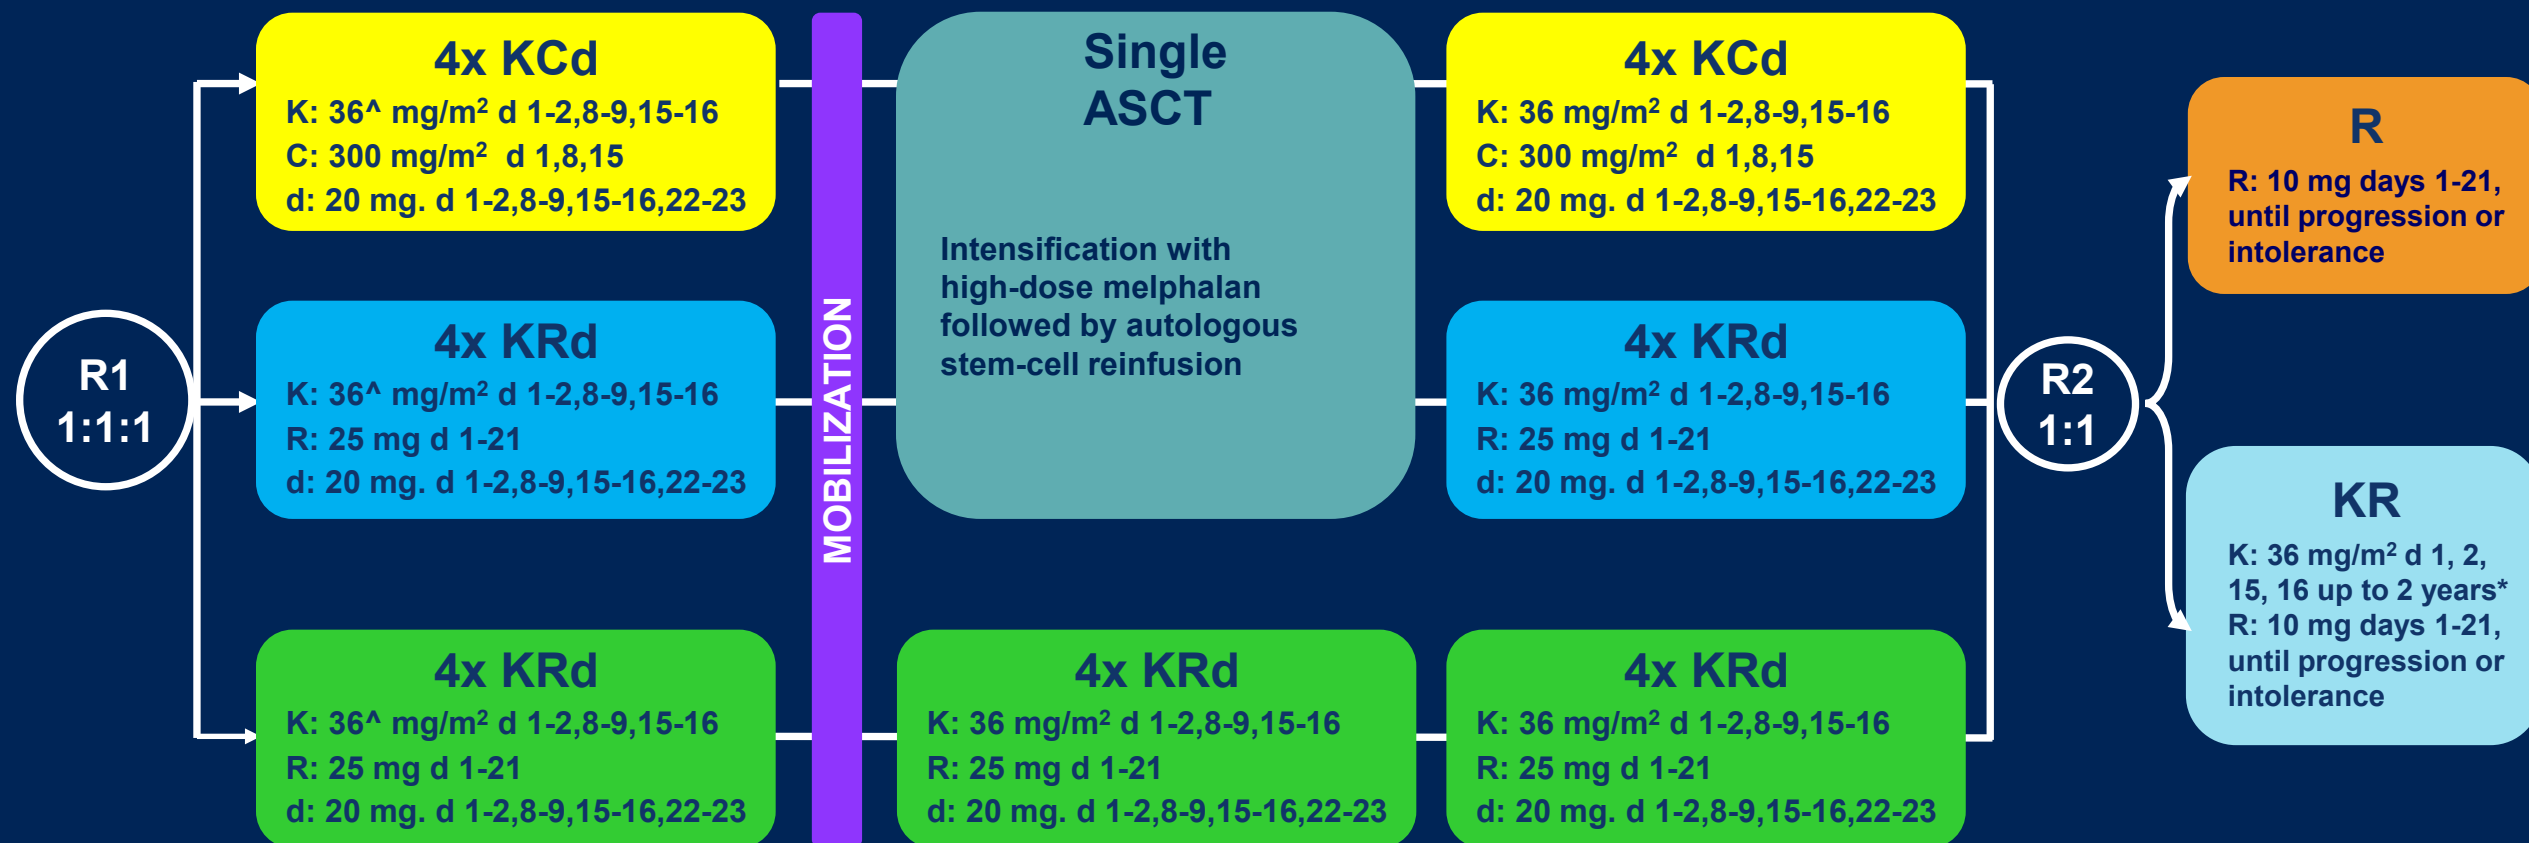 R1
1:1:1
4x KCd
K: 36^ mg/m² d 1-2,8-9,15-16
C: 300 mg/m² d 1,8,15
d: 20 mg. d 1-2,8-9,15-16,22-23
4x KRd
K: 36^ mg/m² d 1-2,8-9,15-16
R: 25 mg d 1-21
d: 20 mg. d 1-2,8-9,15-16,22-23
4x KRd
K: 36^ mg/m² d 1-2,8-9,15-16
R: 25 mg d 1-21
d: 20 mg. d 1-2,8-9,15-16,22-23
MOBILIZATION
Single
ASCT
Intensification with
high-dose melphalan
followed by autologous
stem-cell reinfusion
4x KRd
K: 36 mg/m² d 1-2,8-9,15-16
R: 25 mg d 1-21
d: 20 mg. d 1-2,8-9,15-16,22-23
4x KCd
K: 36 mg/m² d 1-2,8-9,15-16
C: 300 mg/m² d 1,8,15
d: 20 mg. d 1-2,8-9,15-16,22-23
4x KRd
K: 36 mg/m² d 1-2,8-9,15-16
R: 25 mg d 1-21
d: 20 mg. d 1-2,8-9,15-16,22-23
4x KRd
K: 36 mg/m² d 1-2,8-9,15-16
R: 25 mg d 1-21
d: 20 mg. d 1-2,8-9,15-16,22-23
R2
1:1
R
R: 10 mg days 1-21,
until progression or
intolerance
KR
K: 36 mg/m² d 1, 2,
15, 16 up to 2 years*
R: 10 mg days 1-21,
until progression or
intolerance